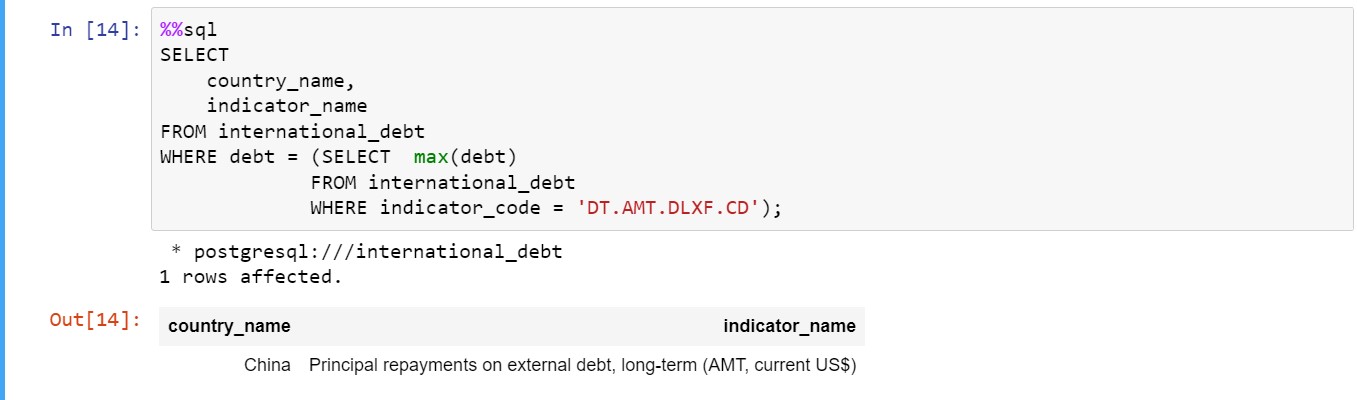 In [14]: %%sql
SELECT
    country_name,
    indicator_name
FROM international_debt
WHERE debt = (SELECT  max(debt)
             FROM international_debt
             WHERE indicator_code = 'DT.AMT.DLXF.CD');
* postgresql:///international_debt
1 rows affected.
Out[14]: country_name indicator_name
China Principal repayments on external debt, long-term (AMT, current US$)